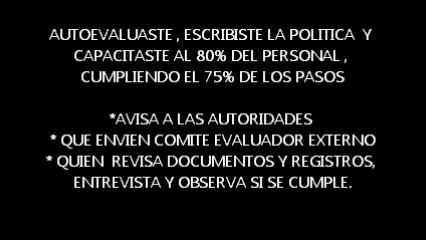 AUTOEVALUASTE , ESCRIBISTE LA POLITICA Y
CAPACITASTE AL 80% DEL PERSONAL ,
CUMPLIENDO EL 75% DE LOS PASOS
*AVISA A LAS AUTORIDADES
* QUE ENVIEN COMITE EVALUADOR EXTERNO
* QUIEN REVISA DOCUMENTOS Y REGISTROS,
ENTREVISTA Y OBSERVA SI SE CUMPLE.